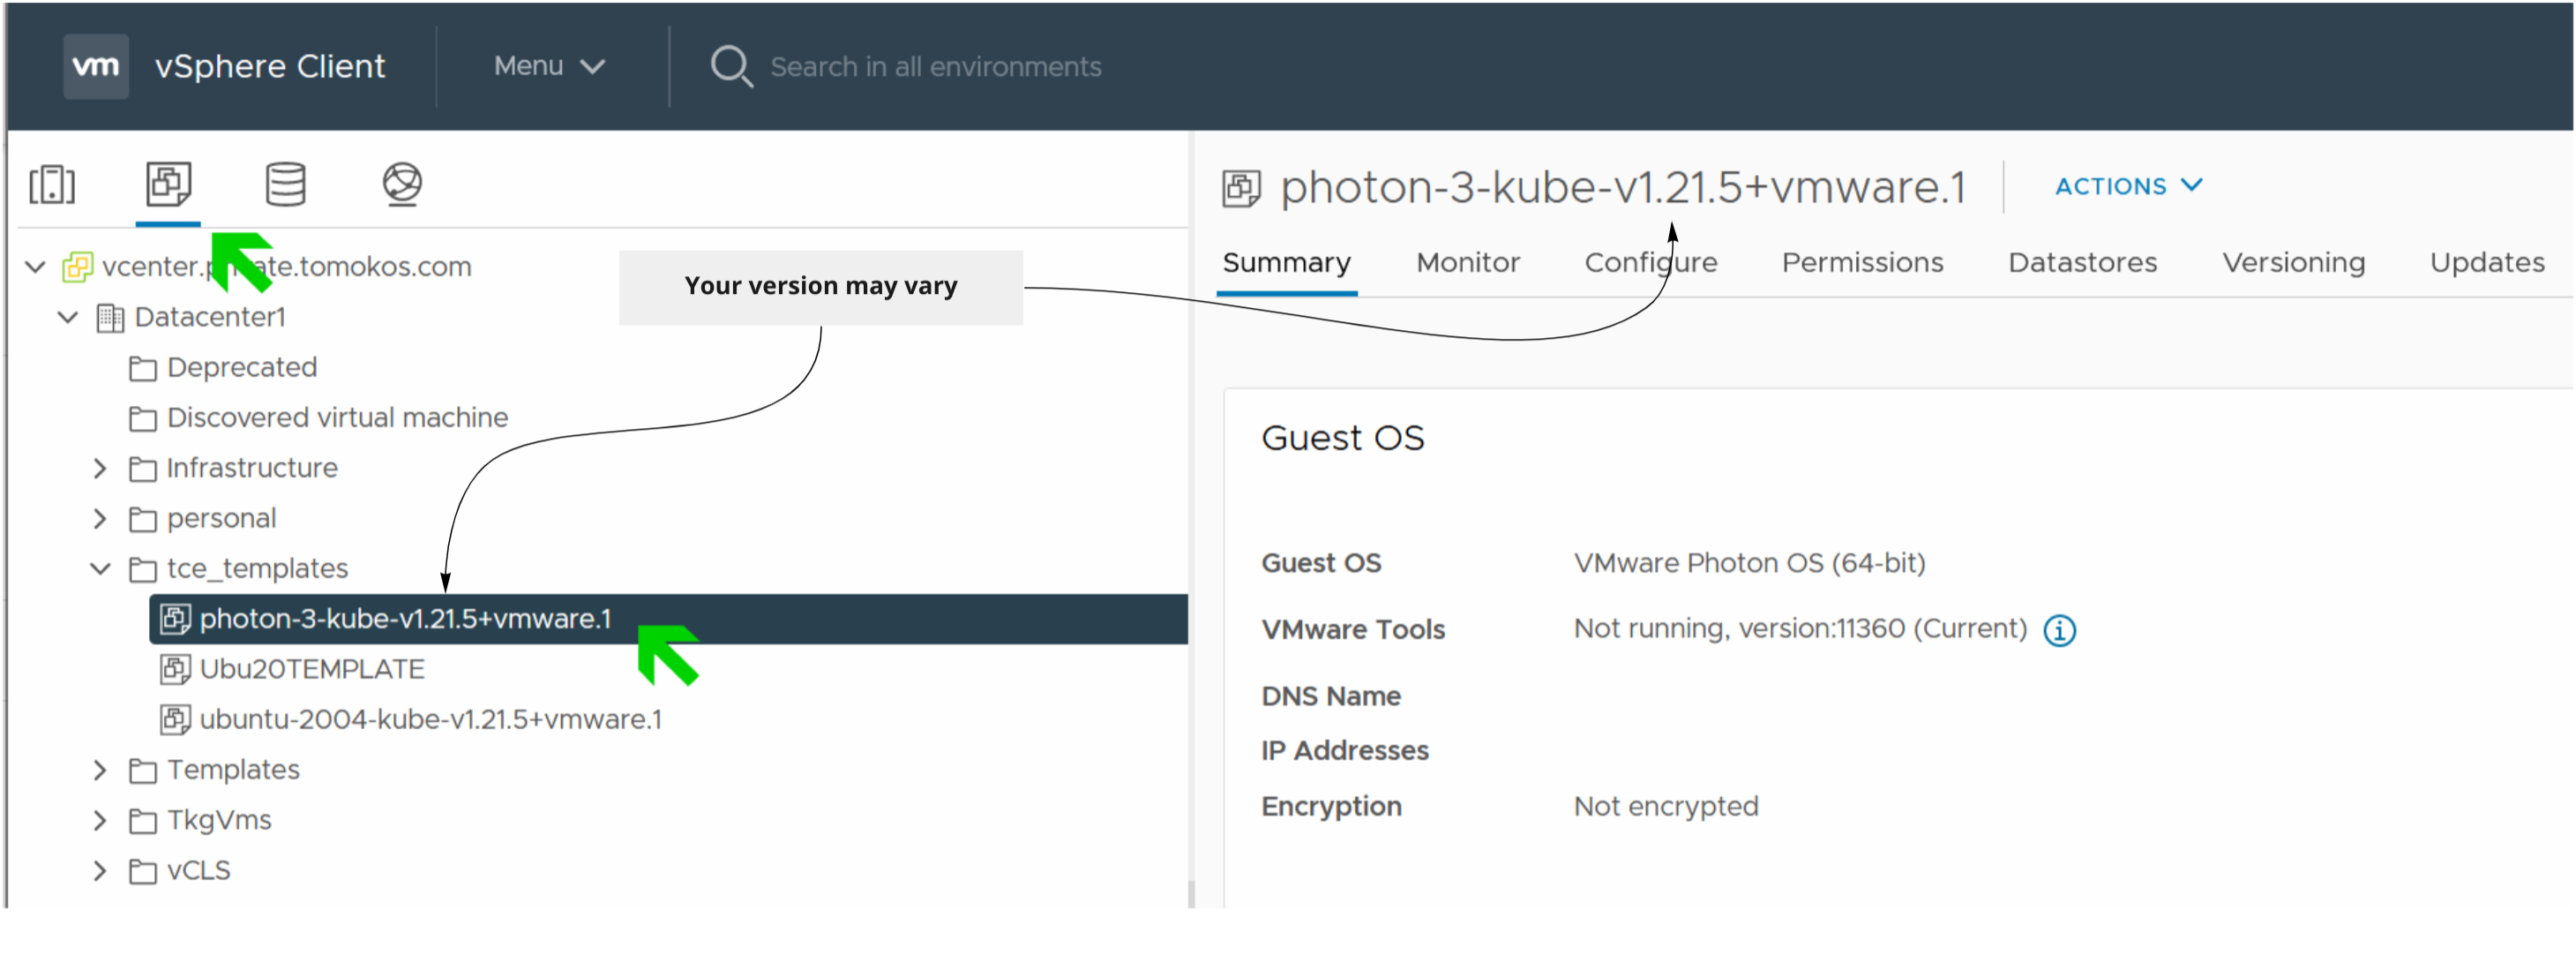 vm vSphere Client Menu Search in all environments
vcenter.private.tomokos.com
Datacenter1
Deprecated
Discovered virtual machine
Infrastructure
personal
tce_templates
photon-3-kube-v1.21.5+vmware.1
Ubu20TEMPLATE
ubuntu-2004-kube-v1.21.5+vmware.1
Templates
TkgVms
vCLS
Your version may vary
photon-3-kube-v1.21.5+vmware.1 ACTIONS
Summary Monitor Configure Permissions Datastores Versioning Updates
Guest OS
Guest OS VMware Photon OS (64-bit)
VMware Tools Not running, version:11360 (Current)
DNS Name
IP Addresses
Encryption Not encrypted